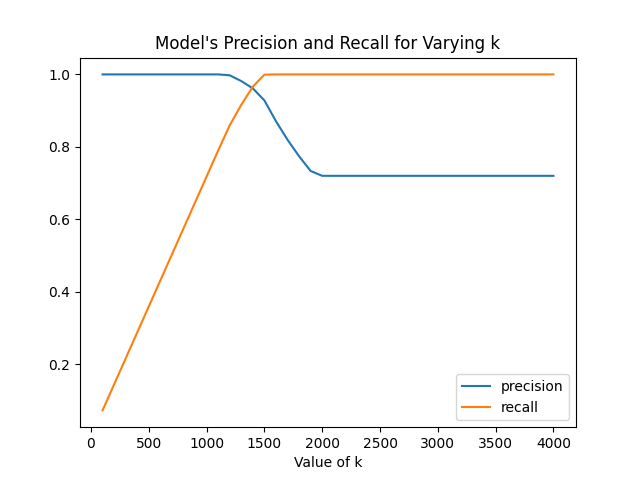 Model's Precision and Recall for Varying k
1.0
0.8
0.6
0.4
0.2
precision
recall
0 500 1000 1500 2000 2500 3000 3500 4000
Value of k